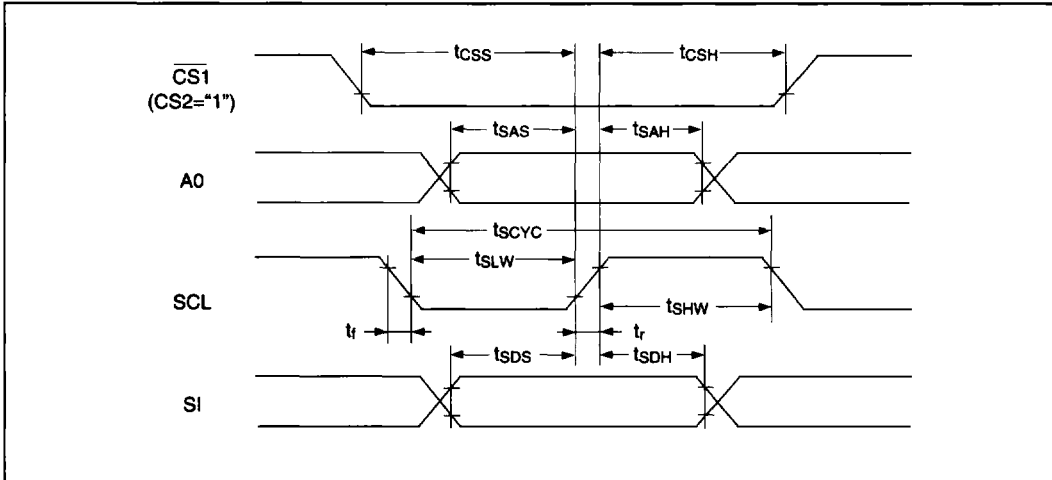 CS1
(CS2="1")
tCSS
tCSH
A0
tSAS
tSAH
SCL
tSCYC
tSLW
tSHW
tf
tr
SI
tSDS
tSDH